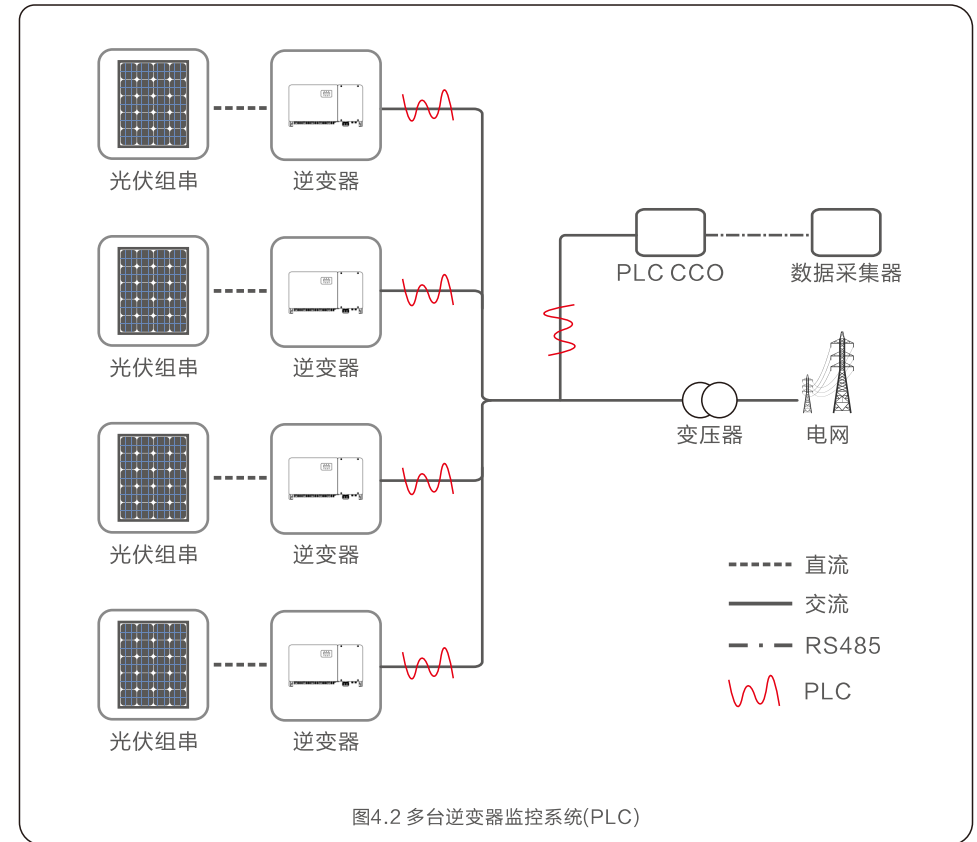 光伏组串
逆变器
光伏组串
逆变器
光伏组串
逆变器
光伏组串
逆变器
PLC CCO
数据采集器
变压器
电网
直流
交流
RS485
PLC
图4.2 多台逆变器监控系统(PLC)